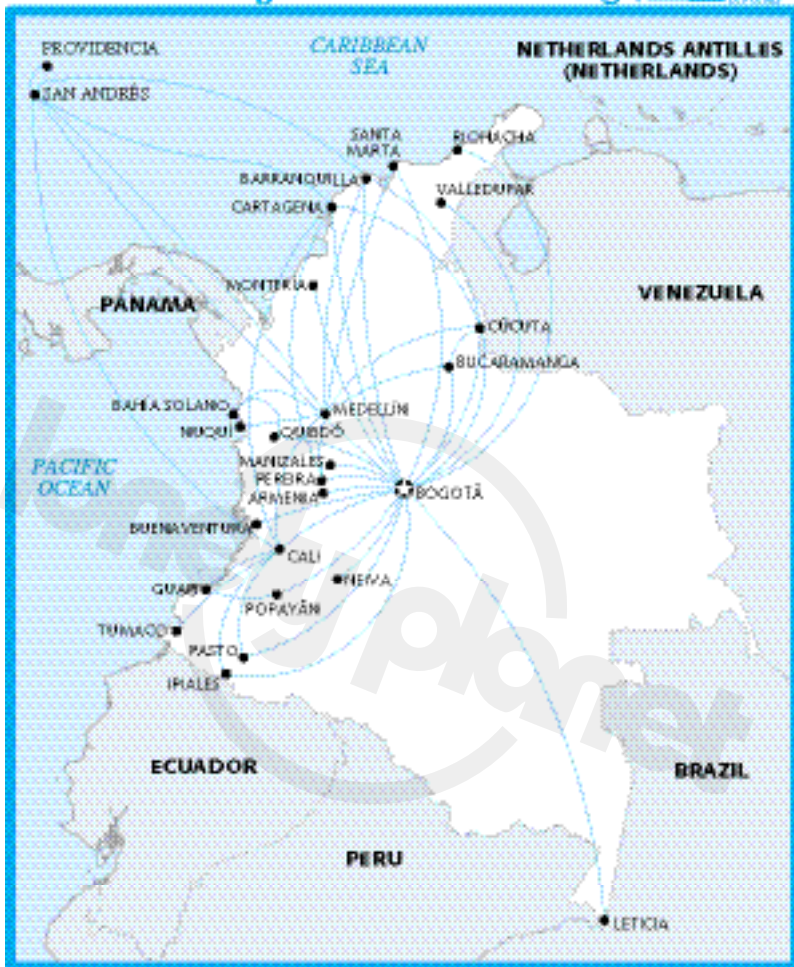 PROVIDENCIA
CARIBBEAN
SEA
NETHERLANDS ANTILLES
(NETHERLANDS)
SAN ANDRÉS
SANTA
MARTA
RIOHACHA
BARRANQUILLA
VALLEDUPAR
CARTAGENA
MONTERÍA
PANAMA
VENEZUELA
CÚCUTA
BUCARAMANGA
BAHÍA SOLANO
MEDELLÍN
NUQUÍ
QUIBDÓ
MANIZALES
PACIFIC
OCEAN
PEREIRA
ARMENIA
BOGOTÁ
BUENAVENTURA
CALI
NEIVA
GUAPI
POPAYÁN
TUMACO
PASTO
IPIALES
ECUADOR
BRAZIL
PERU
LETICIA
lonely planet